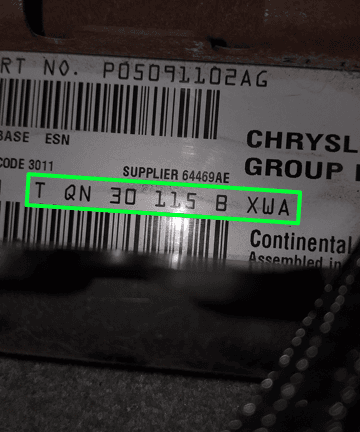 RT NO. P05091102AG
BASE ESN
CHRYSL
CODE 3011
SUPPLIER 64469AE
GROUP
T QN 30 115 B XWA
Continental
Assembled in